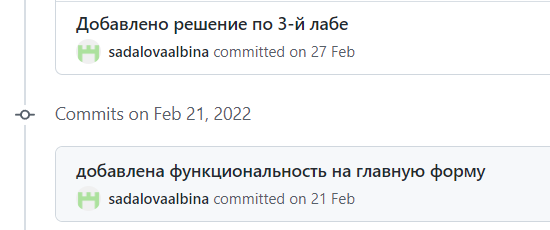 Добавлено решение по 3-й лабе
sadalovaalbina committed on 27 Feb
Commits on Feb 21, 2022
добавлена функциональность на главную форму
sadalovaalbina committed on 21 Feb